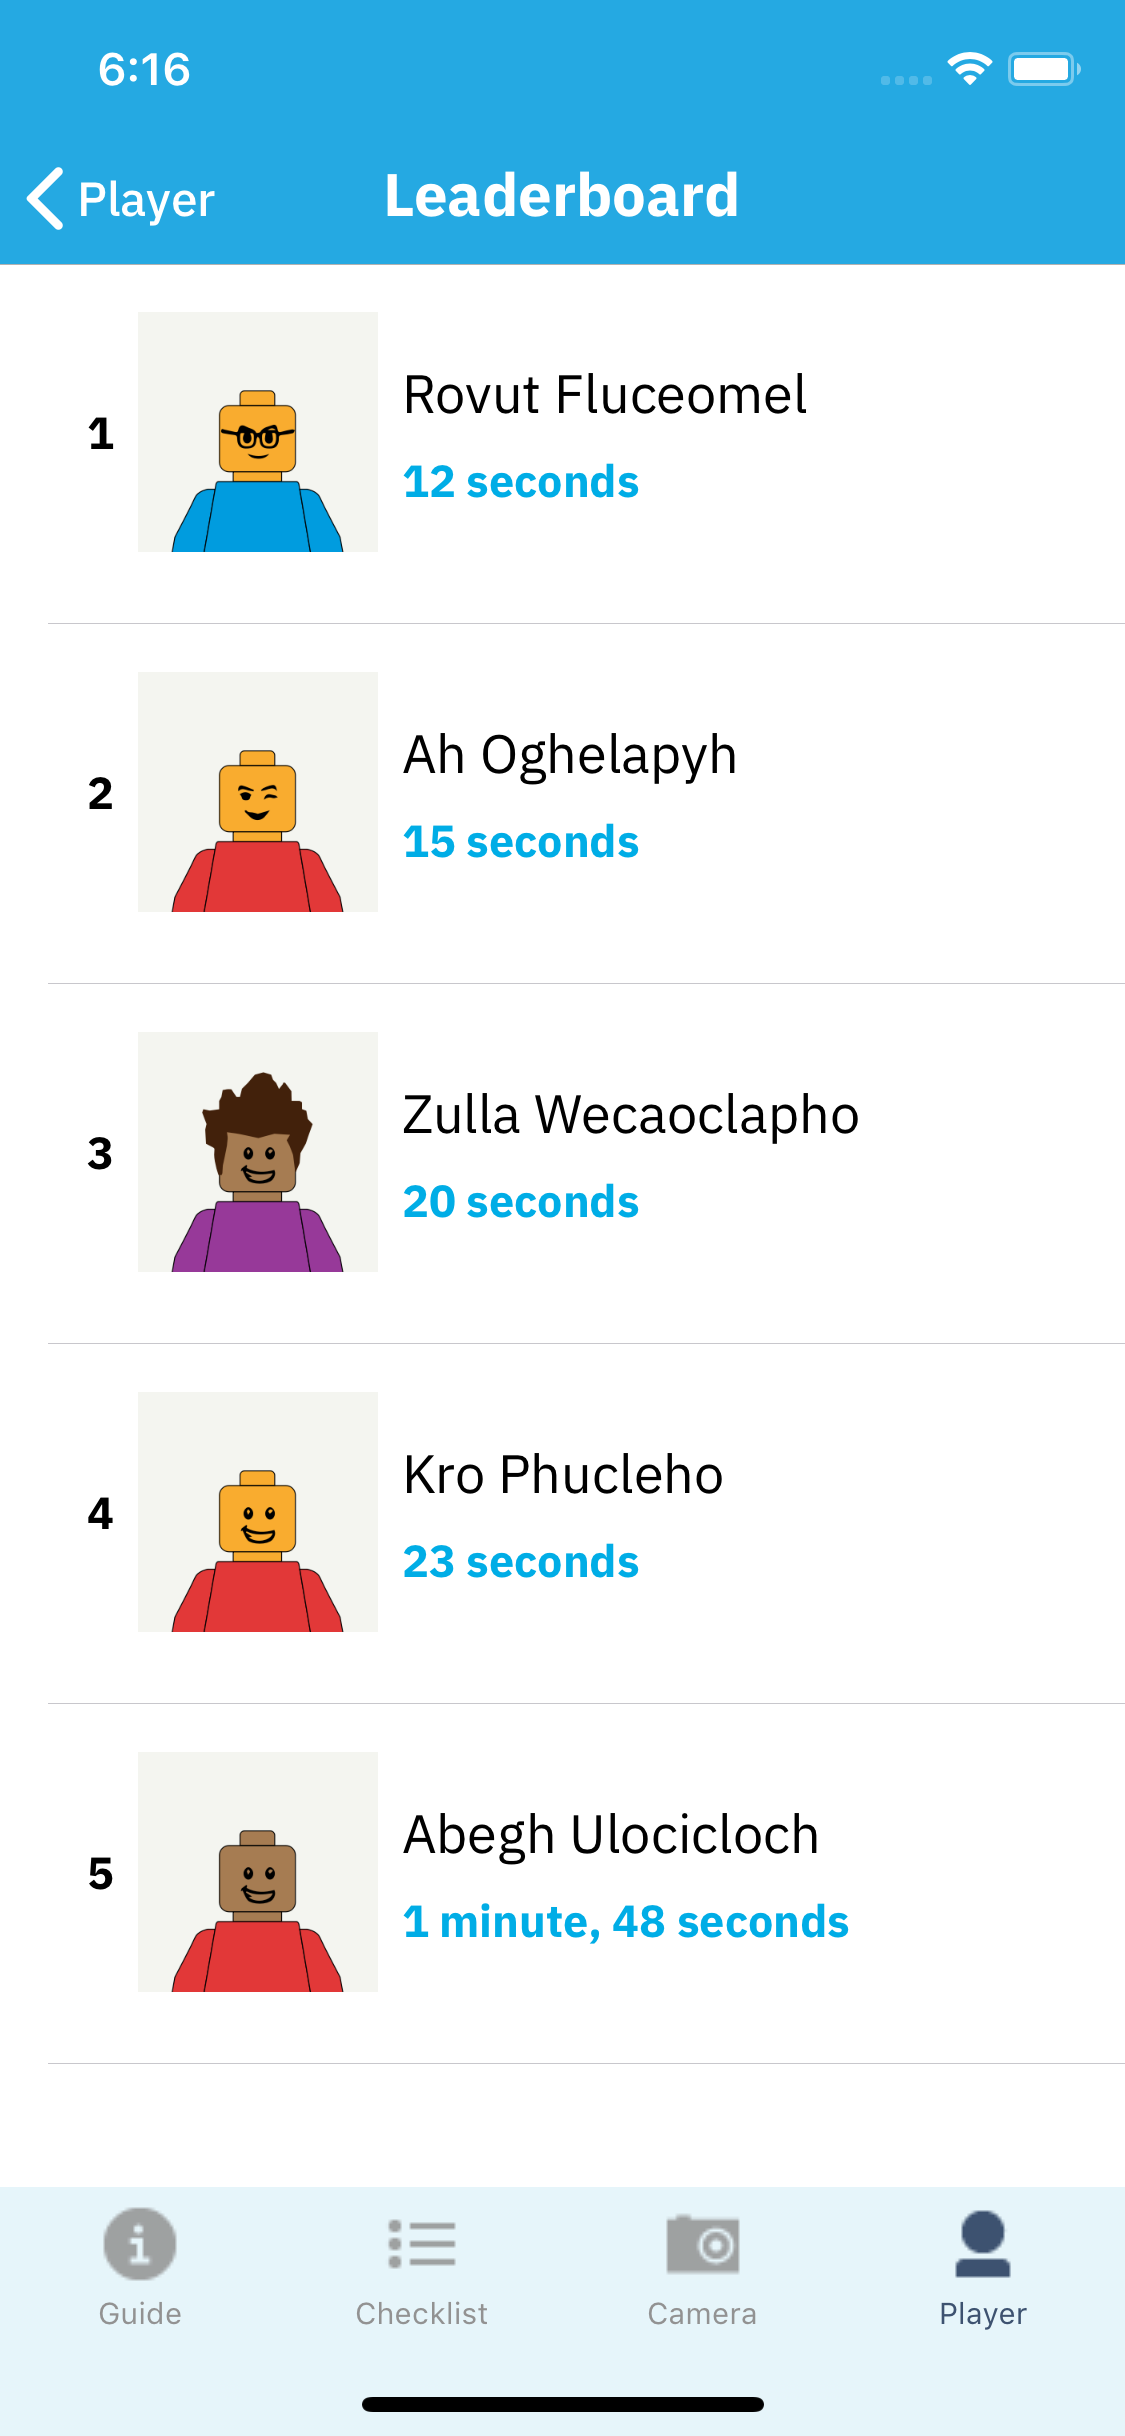 6:16
Player
Leaderboard
1
Rovut Fluceomel
12 seconds
2
Ah Oghelapyh
15 seconds
3
Zulla Wecaoclapho
20 seconds
4
Kro Phucleho
23 seconds
5
Abegh Ulocicloch
1 minute, 48 seconds
Guide
Checklist
Camera
Player